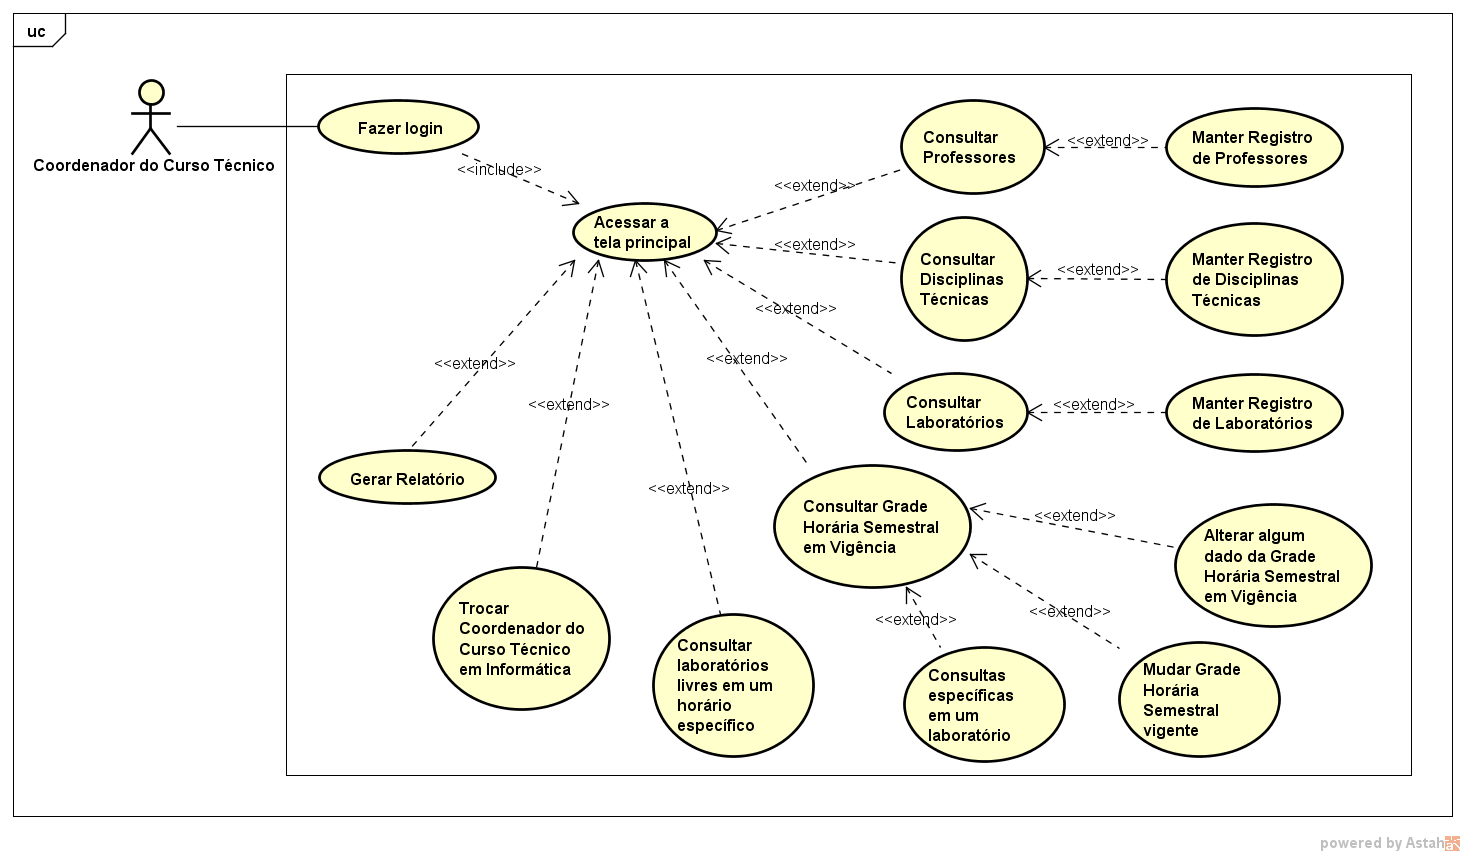 uc
Coordenador do Curso Técnico
Fazer login
<<include>>
Acessar a
tela principal
<<extend>>
Consultar
Professores
<<extend>>
Manter Registro
de Professores
<<extend>>
Consultar
Disciplinas
Técnicas
<<extend>>
Manter Registro
de Disciplinas
Técnicas
<<extend>>
Consultar
Laboratórios
<<extend>>
Manter Registro
de Laboratórios
<<extend>>
Gerar Relatório
<<extend>>
Trocar
Coordenador do
Curso Técnico
em Informática
<<extend>>
Consultar
laboratórios
livres em um
horário
específico
<<extend>>
Consultar Grade
Horária Semestral
em Vigência
<<extend>>
Alterar algum
dado da Grade
Horária Semestral
em Vigência
<<extend>>
Consultas
específicas
em um
laboratório
<<extend>>
Mudar Grade
Horária
Semestral
vigente
powered by Astah